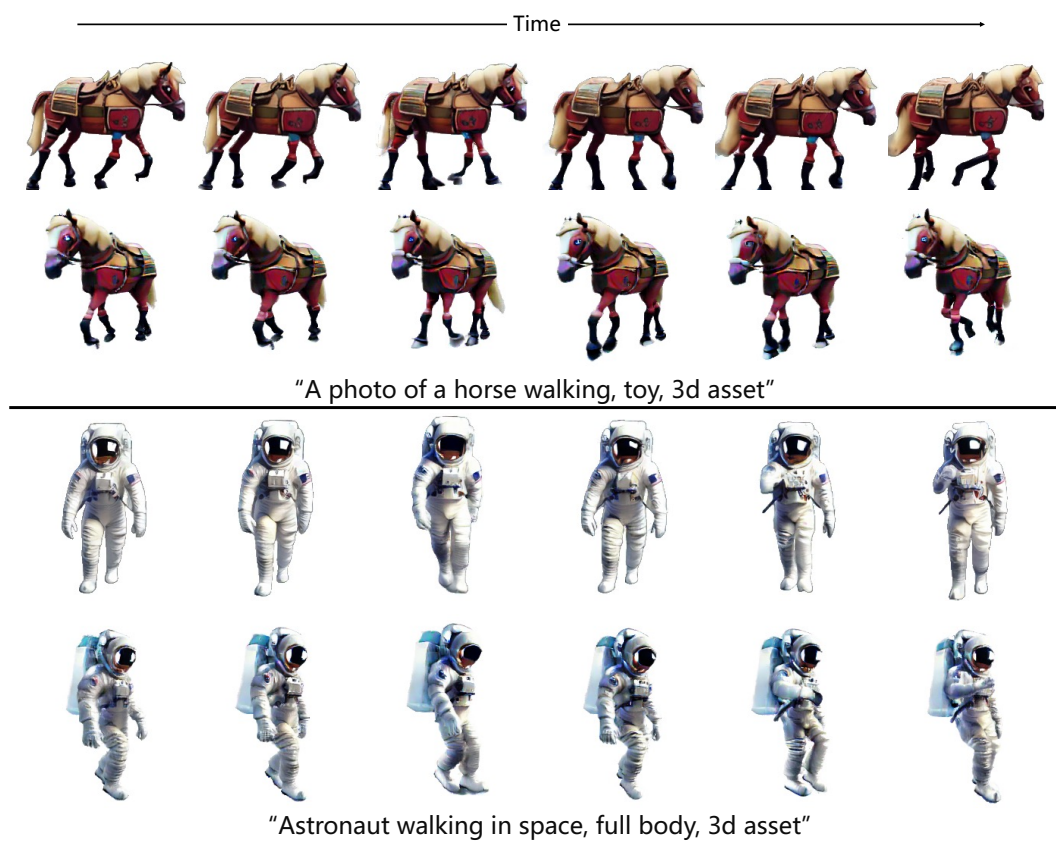 Time
“A photo of a horse walking, toy, 3d asset”
“Astronaut walking in space, full body, 3d asset”